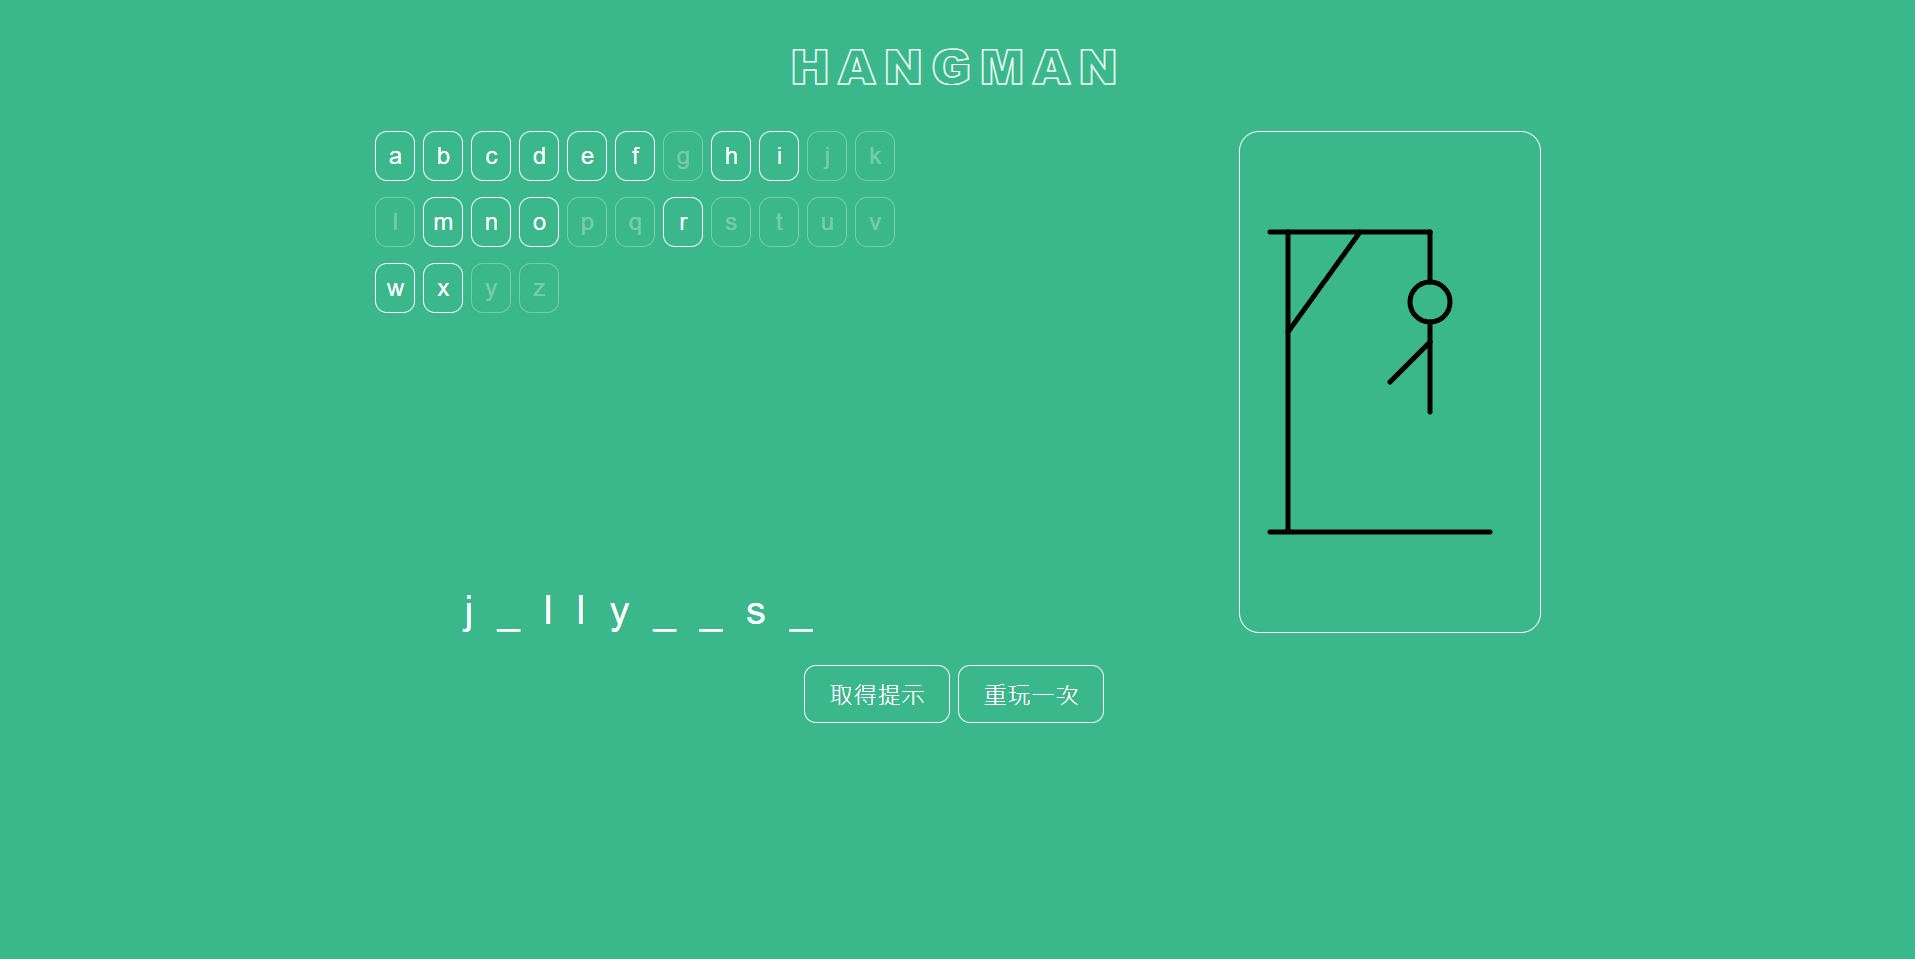 HANGMAN
a b c d e f g h i j k
l m n o p q r s t u v
w x y z
j _ l l y _ _ s _
取得提示 重玩一次